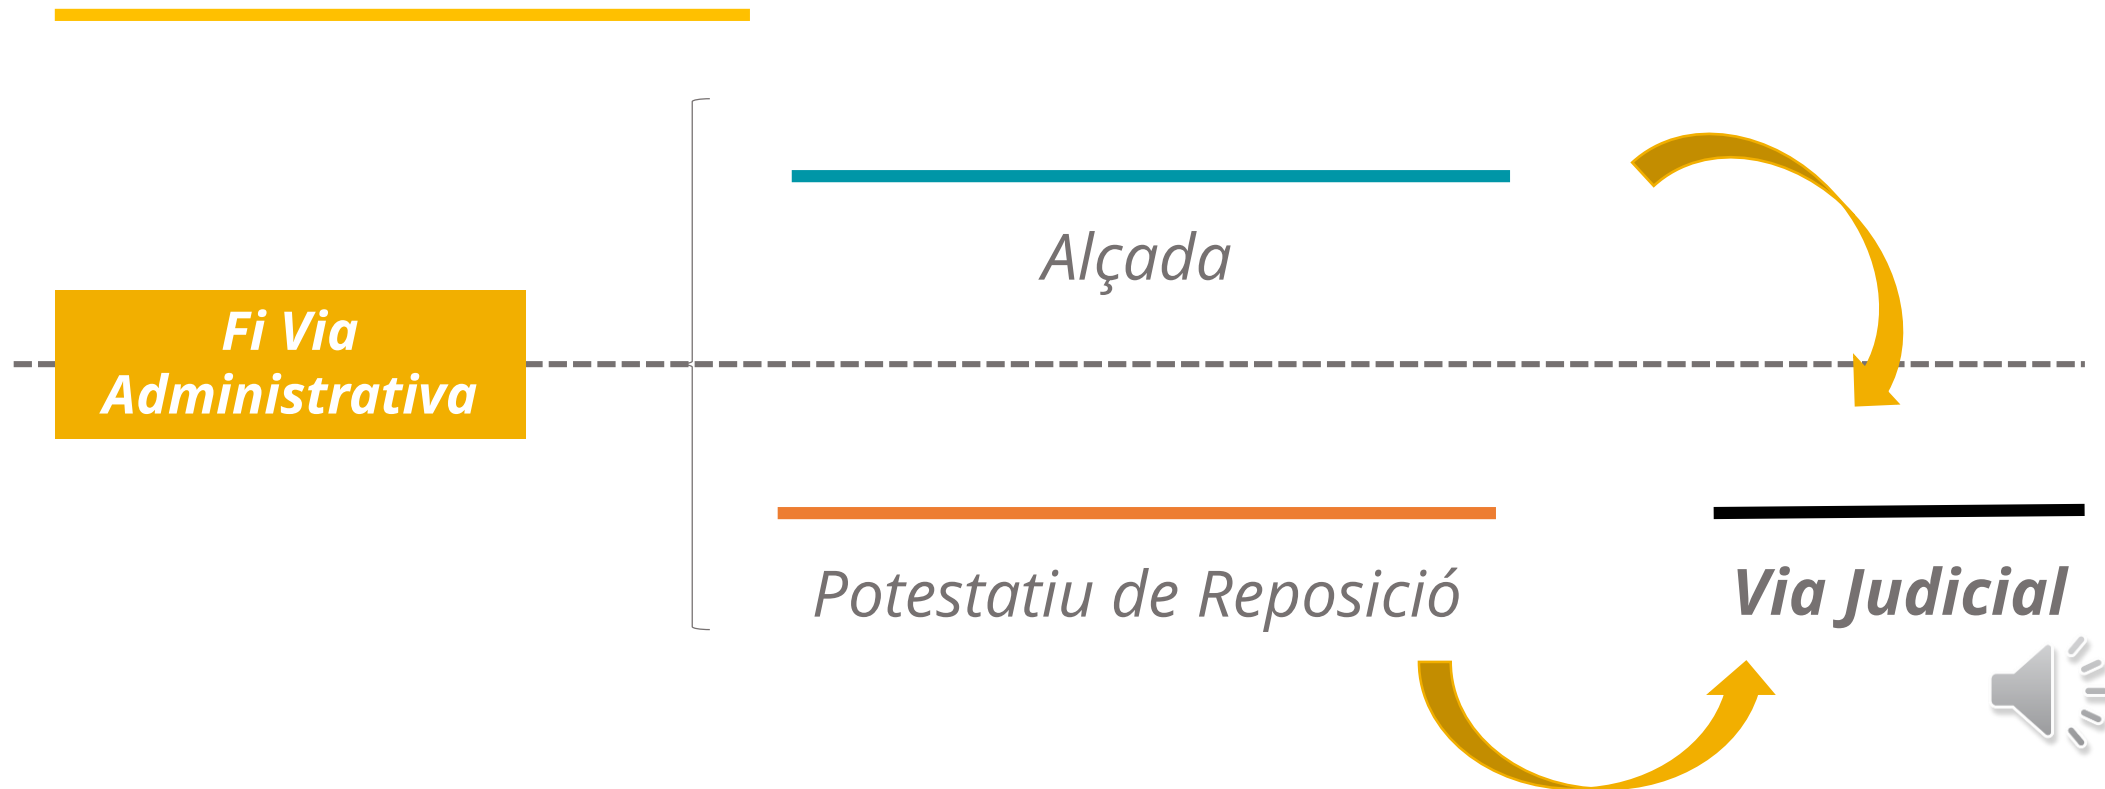 Alçada
Fi Via
Administrativa
Potestatiu de Reposició
Via Judicial